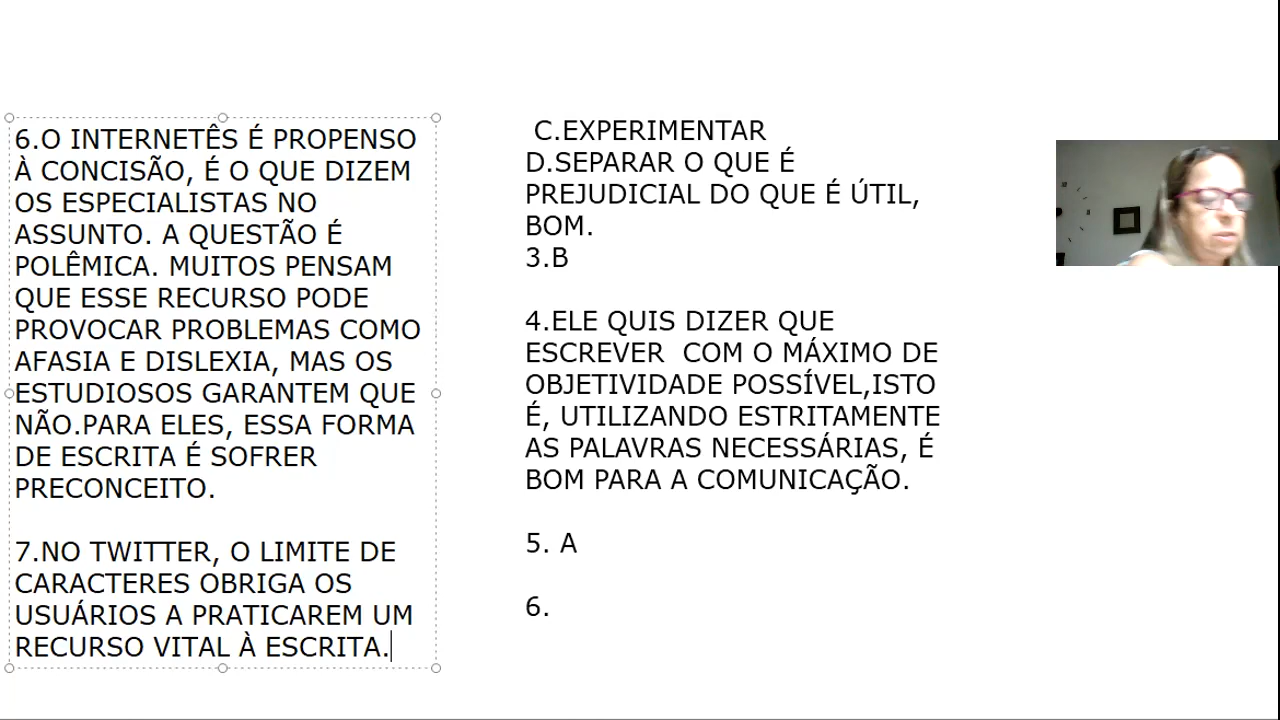 6.O INTERNETÊS É PROPENSO
À CONCISÃO, É O QUE DIZEM
OS ESPECIALISTAS NO
ASSUNTO. A QUESTÃO É
POLÊMICA. MUITOS PENSAM
QUE ESSE RECURSO PODE
PROVOCAR PROBLEMAS COMO
AFASIA E DISLEXIA, MAS OS
ESTUDIOSOS GARANTEM QUE
NÃO.PARA ELES, ESSA FORMA
DE ESCRITA É SOFRER
PRECONCEITO.
7.NO TWITTER, O LIMITE DE
CARACTERES OBRIGA OS
USUÁRIOS A PRATICAREM UM
RECURSO VITAL À ESCRITA.
C.EXPERIMENTAR
D.SEPARAR O QUE É
PREJUDICIAL DO QUE É ÚTIL,
BOM.
3.B
4.ELE QUIS DIZER QUE
ESCREVER  COM O MÁXIMO DE
OBJETIVIDADE POSSÍVEL,ISTO
É, UTILIZANDO ESTRITAMENTE
AS PALAVRAS NECESSÁRIAS, É
BOM PARA A COMUNICAÇÃO.
5. A
6.